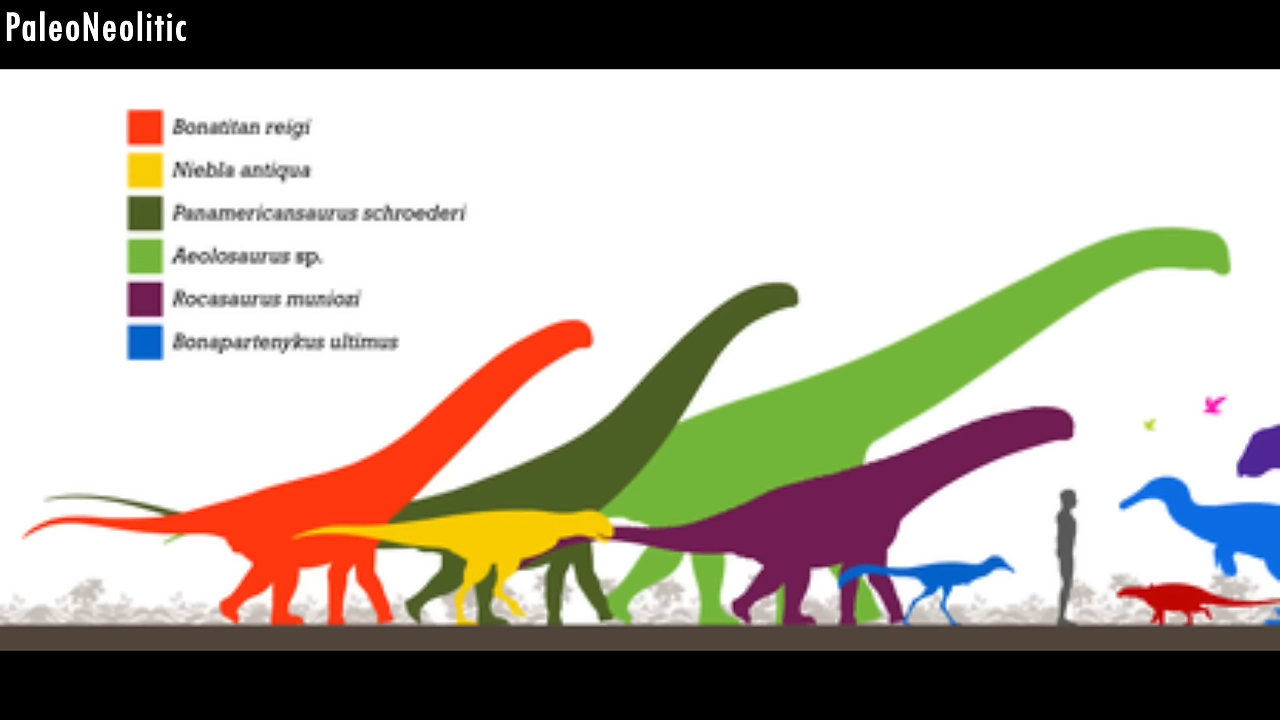 PaleoNeolitic
Bonatitan reigi
Niebla antiqua
Panamericansaurus schroederi
Aeolosaurus sp.
Rocasaurus muniozi
Bonapartenykus ultimus